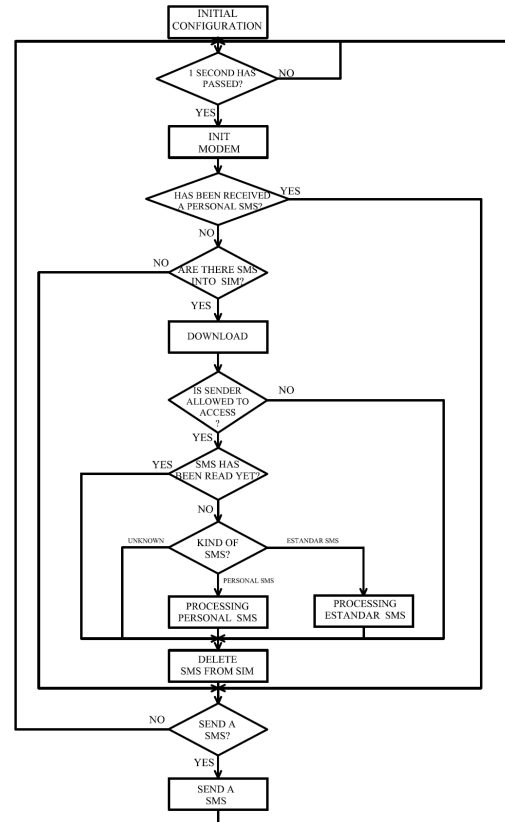 INITIAL
CONFIGURATION
1 SECOND HAS
PASSED?
NO
YES
INIT
MODEM
HAS BEEN RECEIVED
A PERSONAL SMS?
YES
NO
NO
ARE THERE SMS
INTO SIM?
YES
DOWNLOAD
IS SENDER
ALLOWED TO
ACCESS
?
NO
YES
YES
SMS HAS
BEEN READ YET?
NO
UNKNOWN
KIND OF
SMS?
ESTANDAR SMS
PERSONAL SMS
PROCESSING
PERSONAL SMS
PROCESSING
ESTANDAR SMS
DELETE
SMS FROM SIM
NO
SEND A
SMS?
YES
SEND A
SMS